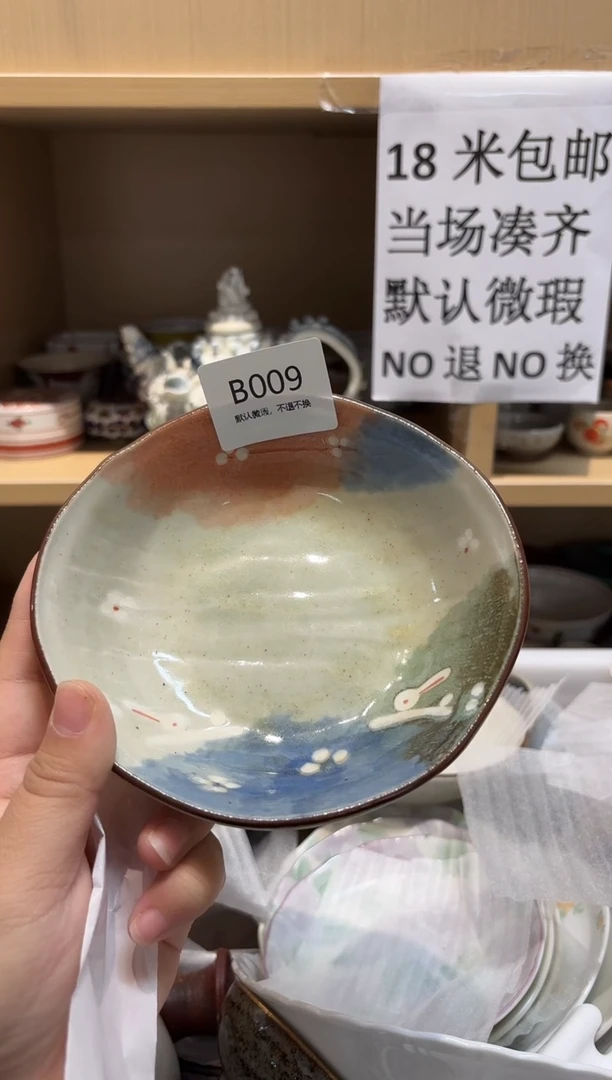 18 米包邮
当场凑齐
默认微瑕
NO 退 NO 换
B009
默认微瑕，不退不换